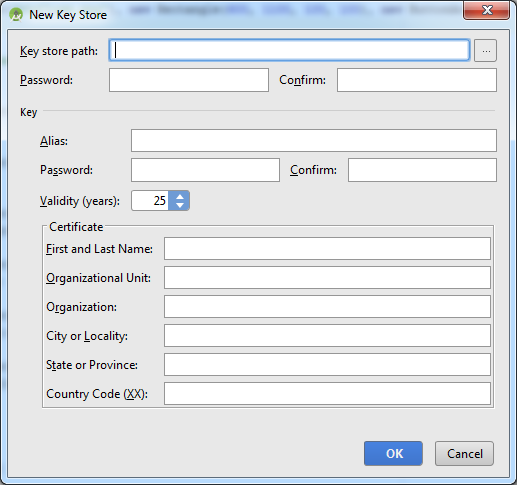 New Key Store
Key store path:
...
Password: Confirm:
Key
Alias:
Password: Confirm:
Validity (years): 25
Certificate
First and Last Name:
Organizational Unit:
Organization:
City or Locality:
State or Province:
Country Code (XX):
OK Cancel